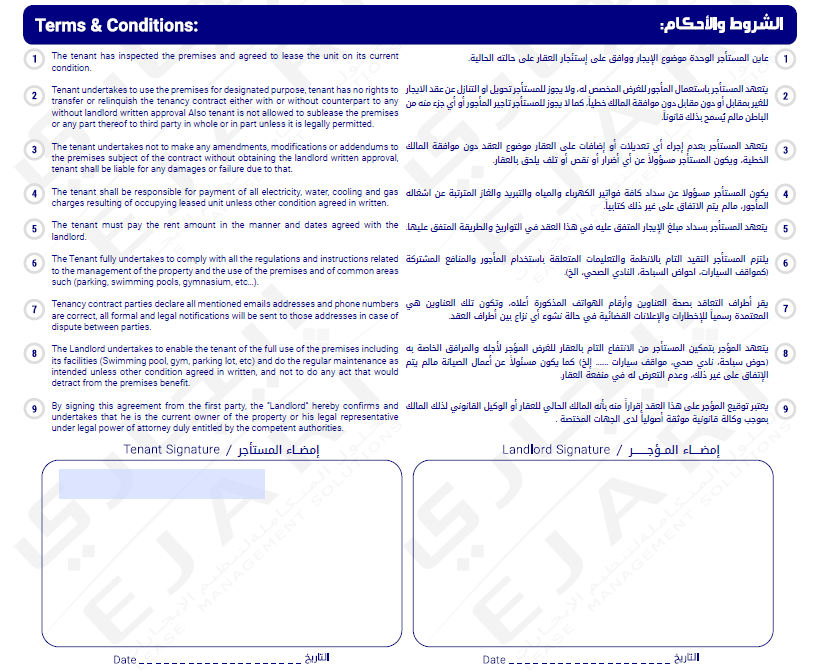 Terms & Conditions:
الشروط والأحكام:
1 The tenant has inspected the premises and agreed to lease the unit on its current
condition.
عاين المستأجر الوحدة موضوع الإيجار ووافق على إستئجار العقار على حالته الحالية. 1
2 Tenant undertakes to use the premises for designated purpose, tenant has no rights to
transfer or relinquish the tenancy contract either with or without counterpart to any
without landlord written approval Also tenant is not allowed to sublease the premises
or any part thereof to third party in whole or in part unless it is legally permitted.
يتعهد المستأجر باستعمال المأجور للغرض المخصص له، ولا يجوز للمستأجر تحويل او التنازل عن عقد الايجار 2
للغير بمقابل أو دون مقابل دون موافقة المالك خطياً، كما لا يجوز للمستأجر تاجير المأجور أو أي جزء منه من
الباطن مالم يُسمح بذلك قانوناً.
3 The tenant undertakes not to make any amendments, modifications or addendums to
the premises subject of the contract without obtaining the landlord written approval,
tenant shall be liable for any damages or failure due to that.
يتعهد المستأجر بعدم إجراء أي تعديلات أو إضافات على العقار موضوع العقد دون موافقة المالك 3
الخطية، ويكون المستأجر مسؤولاً عن أي أضرار أو نقص أو تلف يلحق بالعقار.
4 The tenant shall be responsible for payment of all electricity, water, cooling and gas
charges resulting of occupying leased unit unless other condition agreed in written.
يكون المستأجر مسؤولا عن سداد كافة فواتير الكهرباء والمياه والتبريد والغاز المترتبة عن اشغاله 4
المأجور، مالم يتم الاتفاق على غير ذلك كتابياً.
5 The tenant must pay the rent amount in the manner and dates agreed with the
landlord.
يتعهد المستأجر بسداد مبلغ الإيجار المتفق عليه في هذا العقد في التواريخ والطريقة المتفق عليها. 5
6 The Tenant fully undertakes to comply with all the regulations and instructions related
to the management of the property and the use of the premises and of common areas
such (parking, swimming pools, gymnasium, etc...).
يلتزم المستأجر التقيد التام بالانظمة والتعليمات المتعلقة باستخدام المأجور والمنافع المشتركة 6
(كمواقف السيارات، احواض السباحة، النادي الصحي، الخ).
7 Tenancy contract parties declare all mentioned emails addresses and phone numbers
are correct, all formal and legal notifications will be sent to those addresses in case of
dispute between parties.
يقر أطراف التعاقد بصحة العناوين وأرقام الهواتف المذكورة أعلاه، وتكون تلك العناوين هي 7
المعتمدة رسمياً للإخطارات والإعلانات القضائية في حالة نشوء أي نزاع بين أطراف العقد.
8 The Landlord undertakes to enable the tenant of the full use of the premises including
its facilities (Swimming pool, gym, parking lot, etc) and do the regular maintenance as
intended unless other condition agreed in written, and not to do any act that would
detract from the premises benefit.
يتعهد المؤجر بتمكين المستأجر من الانتفاع التام بالعقار للغرض المؤجر لأجله والمرافق الخاصة به 8
(حوض سباحة، نادي صحي، مواقف سيارات ..... إلخ) كما يكون مسئولاً عن أعمال الصيانة مالم يتم
الإتفاق على غير ذلك، وعدم التعرض له في منفعة العقار.
9 By signing this agreement from the first party, the "Landlord" hereby confirms and
undertakes that he is the current owner of the property or his legal representative
under legal power of attorney duly entitled by the competent authorities.
يعتبر توقيع المؤجر على هذا العقد إقراراً منه بأنه المالك الحالي للعقار أو الوكيل القانوني لذلك المالك 9
بموجب وكالة قانونية موثقة أصولياً لدى الجهات المختصة .
Tenant Signature / إمضاء المستأجر
Landlord Signature / إمضـاء المـؤجـــر
Date التاريخ
Date التاريخ
إيجاري
EJARI